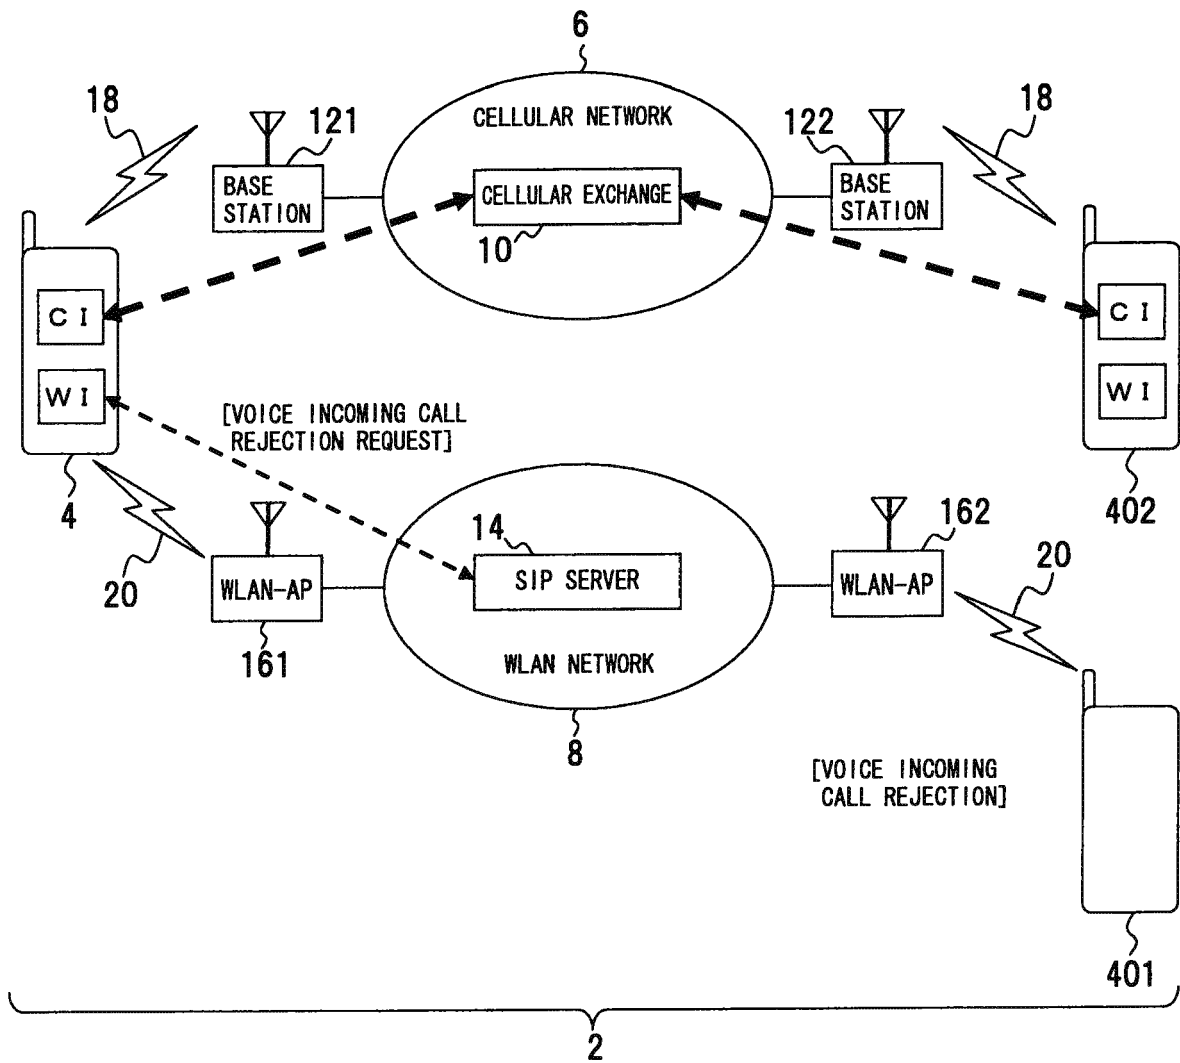 6
18
121
CELLULAR NETWORK
122
18
BASE
STATION
CELLULAR EXCHANGE
BASE
STATION
10
C I
C I
W I
W I
[VOICE INCOMING CALL
REJECTION REQUEST]
4
402
14
162
20
WLAN-AP
SIP SERVER
WLAN-AP
20
161
WLAN NETWORK
8
[VOICE INCOMING
CALL REJECTION]
401
2